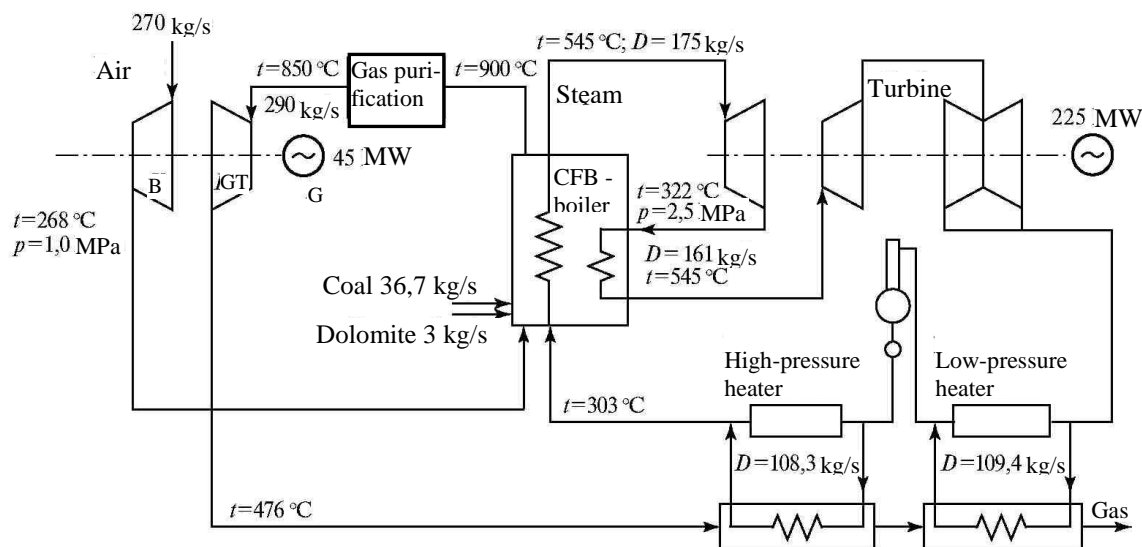 270 kg/s
Air
t=850 °C
290 kg/s
Gas puri-
fication
t=900 °C
t=545 °C; D = 175 kg/s
Steam
Turbine
225 MW
~
B
GT
~
45 MW
G
CFB -
boiler
t=322 °C
p=2,5 MPa
D = 161 kg/s
t=545 °C
t=268 °C
p=1,0 MPa
Coal 36,7 kg/s
Dolomite 3 kg/s
High-pressure
heater
Low-pressure
heater
t=303 °C
D = 108,3 kg/s
D = 109,4 kg/s
t=476 °C
Gas